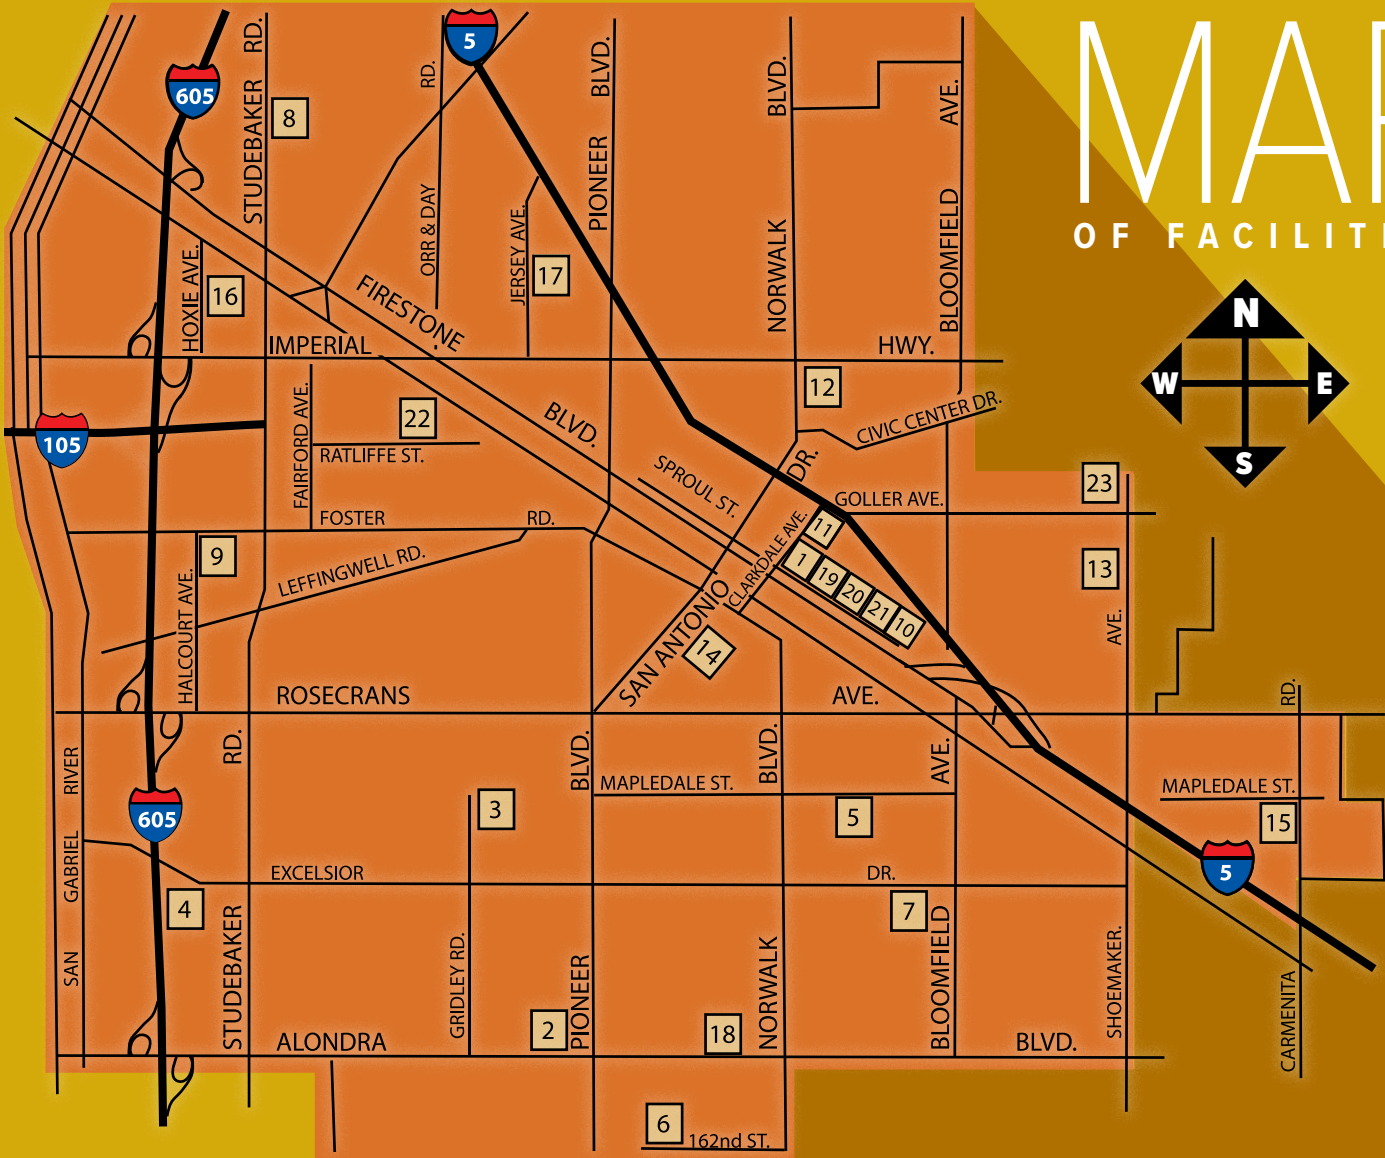 MAP
OF FACILITI
N
W
E
S
605
5
STUDEBAKER RD.
8
ORR & DAY RD.
PIONEER BLVD.
NORWALK BLVD.
BLOOMFIELD AVE.
JERSEY AVE.
17
HOXIE AVE.
16
FIRESTONE BLVD.
IMPERIAL HWY.
12
CIVIC CENTER DR.
105
FAIRFORD AVE.
22
RATLIFFE ST.
SPROUL ST.
GOLLER AVE.
23
FOSTER RD.
CLARKDALE AVE.
11
1
19
20
21
10
13
9
LEFFINGWELL RD.
HALCOURT AVE.
SAN ANTONIO DR.
14
ROSECRANS AVE.
MAPLEDALE ST.
MAPLEDALE ST.
15
3
5
605
5
EXCELSIOR DR.
4
7
SAN GABRIEL RIVER
STUDEBAKER RD.
GRIDLEY RD.
PIONEER BLVD.
NORWALK BLVD.
BLOOMFIELD AVE.
SHOEMAKER. AVE.
CARMENITA RD.
2
18
ALONDRA BLVD.
6
162nd ST.